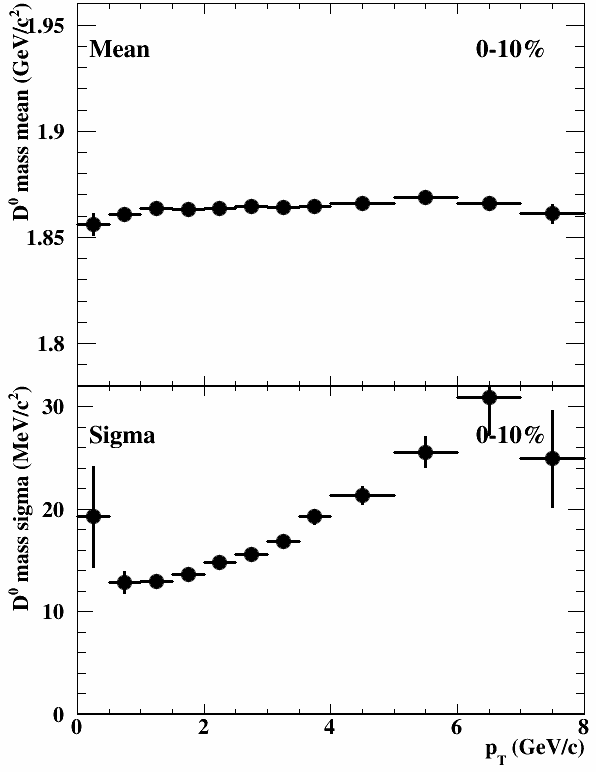 D⁰ mass mean (GeV/c²)
1.95
Mean 0-10%
1.9
1.85
1.8
D⁰ mass sigma (MeV/c²)
30
Sigma 0-10%
20
10
0
0 2 4 6 8
p_T (GeV/c)